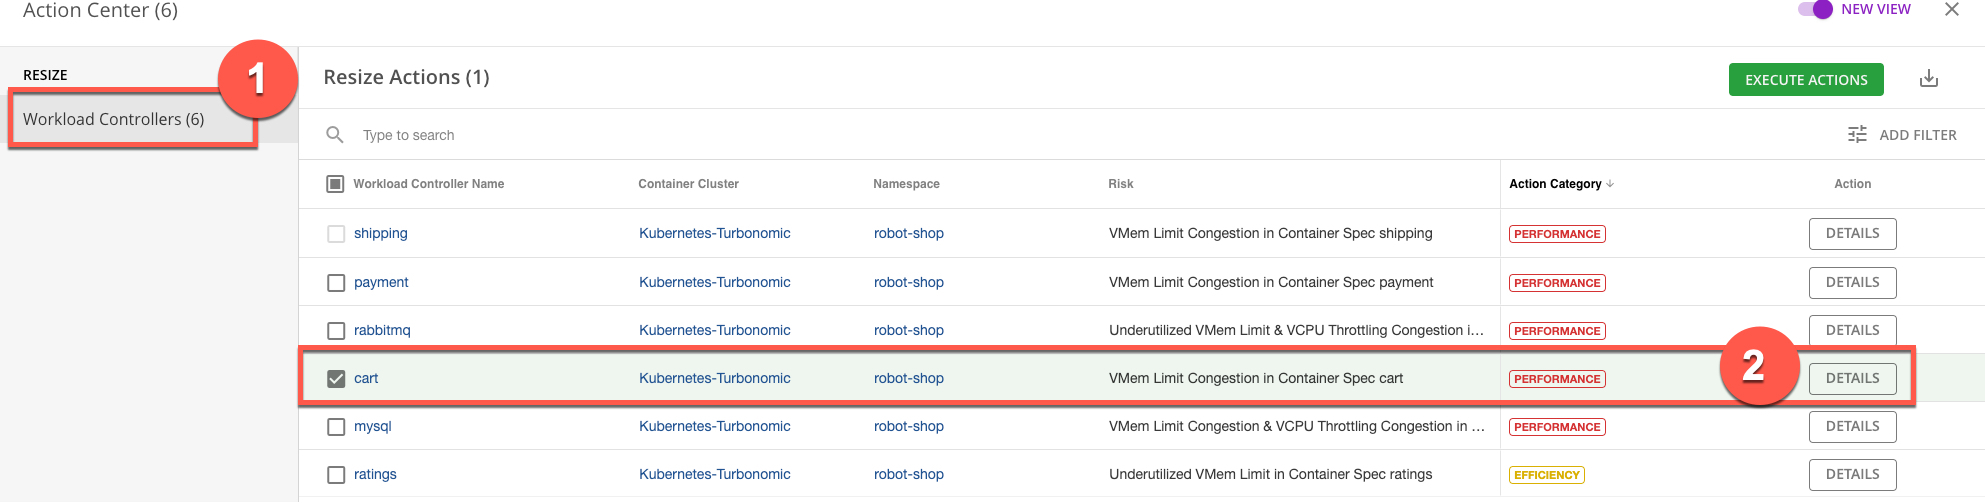 Action Center (6)
NEW VIEW
RESIZE
1
Workload Controllers (6)
Resize Actions (1)
EXECUTE ACTIONS
Type to search
ADD FILTER
Workload Controller Name Container Cluster Namespace Risk Action Category Action
shipping Kubernetes-Turbonomic robot-shop VMem Limit Congestion in Container Spec shipping PERFORMANCE DETAILS
payment Kubernetes-Turbonomic robot-shop VMem Limit Congestion in Container Spec payment PERFORMANCE DETAILS
rabbitmq Kubernetes-Turbonomic robot-shop Underutilized VMem Limit & VCPU Throttling Congestion i... PERFORMANCE DETAILS
cart Kubernetes-Turbonomic robot-shop VMem Limit Congestion in Container Spec cart PERFORMANCE 2 DETAILS
mysql Kubernetes-Turbonomic robot-shop VMem Limit Congestion & VCPU Throttling Congestion in ... PERFORMANCE DETAILS
ratings Kubernetes-Turbonomic robot-shop Underutilized VMem Limit in Container Spec ratings EFFICIENCY DETAILS